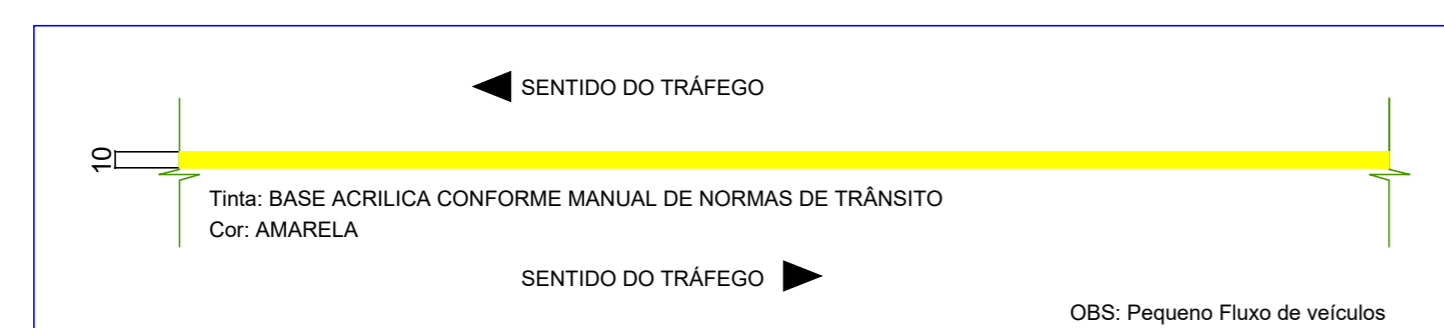 SENTIDO DO TRÁFEGO
10
Tinta: BASE ACRILICA CONFORME MANUAL DE NORMAS DE TRÂNSITO
Cor: AMARELA
SENTIDO DO TRÁFEGO
OBS: Pequeno Fluxo de veículos